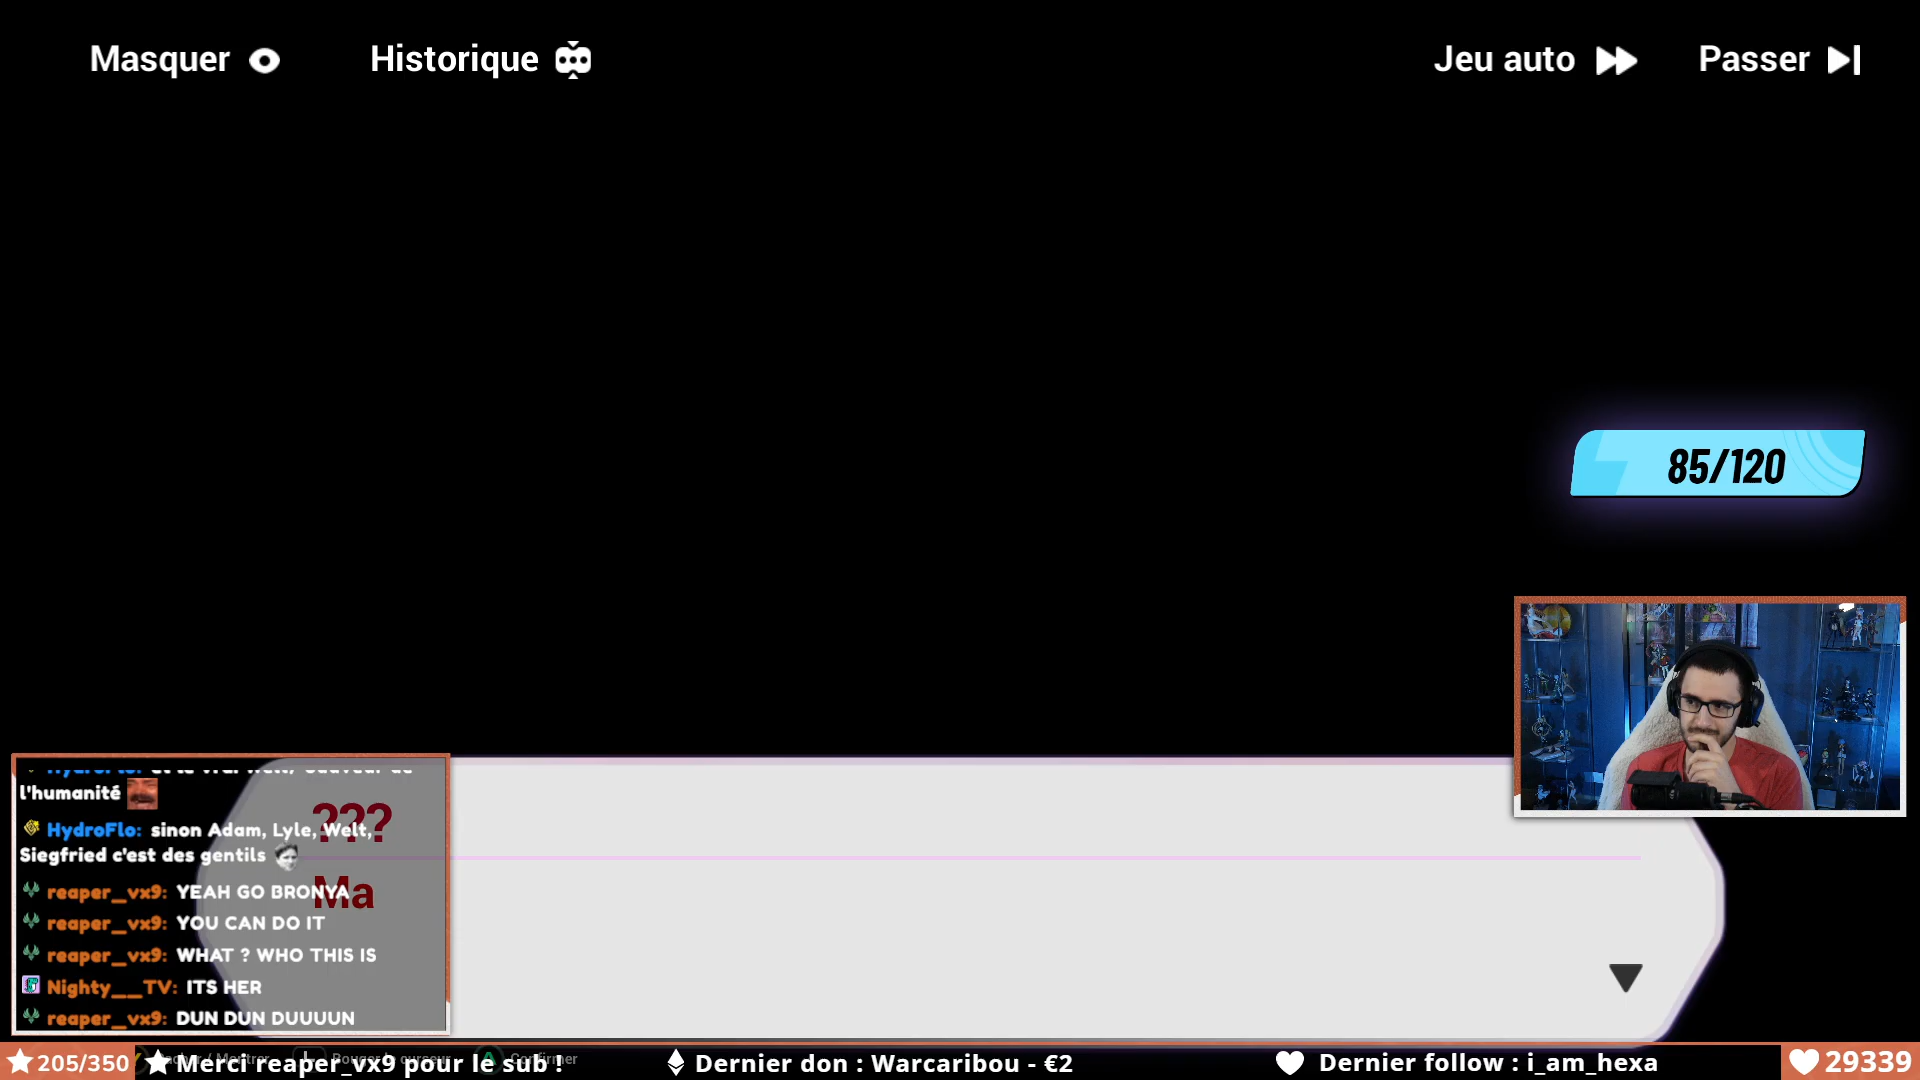 Masquer
Historique
Jeu auto
Passer
85/120
l'humanité
HydroFlo: sinon Adam, Lyle, Welt,
Siegfried c'est des gentils
reaper_vx9: YEAH GO BRONYA
reaper_vx9: YOU CAN DO IT
reaper_vx9: WHAT ? WHO THIS IS
Nighty__TV: ITS HER
reaper_vx9: DUN DUN DUUUUN
???
Ma
205/350
Merci reaper_vx9 pour le sub !
Confirmer
Dernier don : Warcaribou - €2
Dernier follow : i_am_hexa
29339